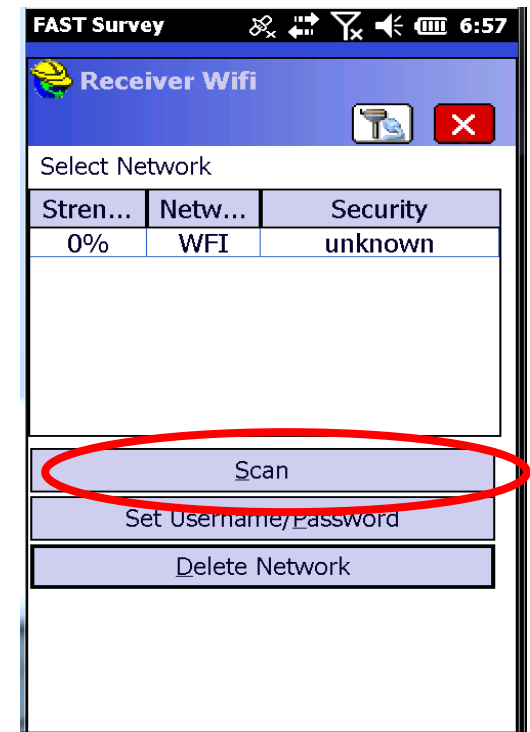 FAST Survey 6:57
Receiver Wifi
Select Network
Stren... Netw... Security
0% WFI unknown
Scan
Set Username/Password
Delete Network